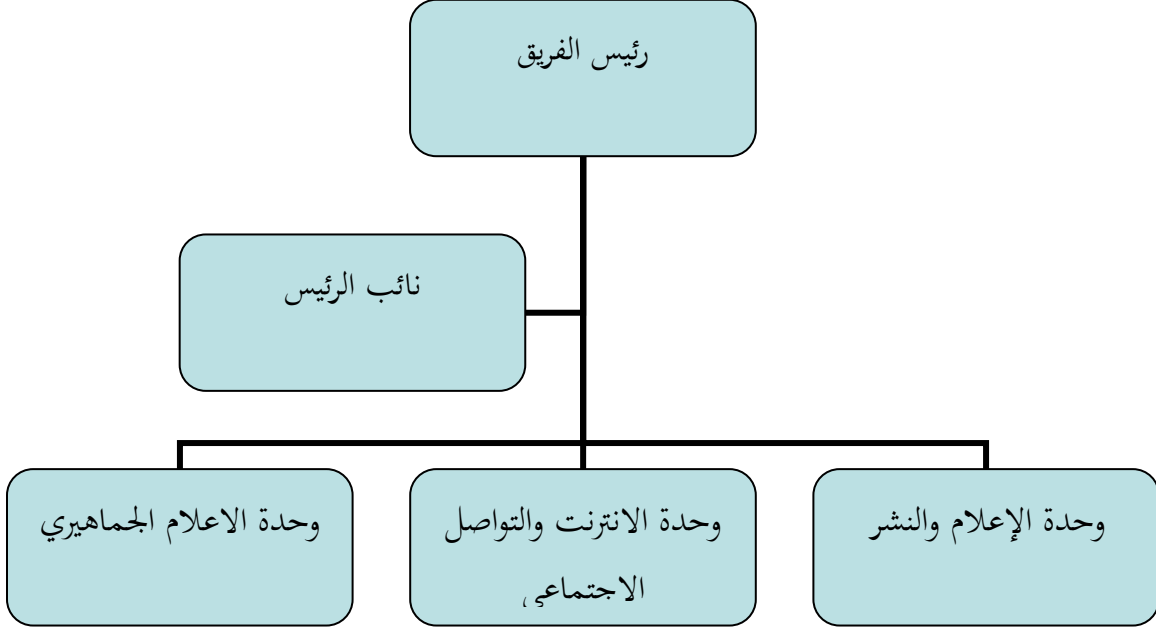 رئيس الفريق
نائب الرئيس
وحدة الإعلام والنشر
وحدة الانترنت والتواصل
الاجتماعي
وحدة الاعلام الجماهيري